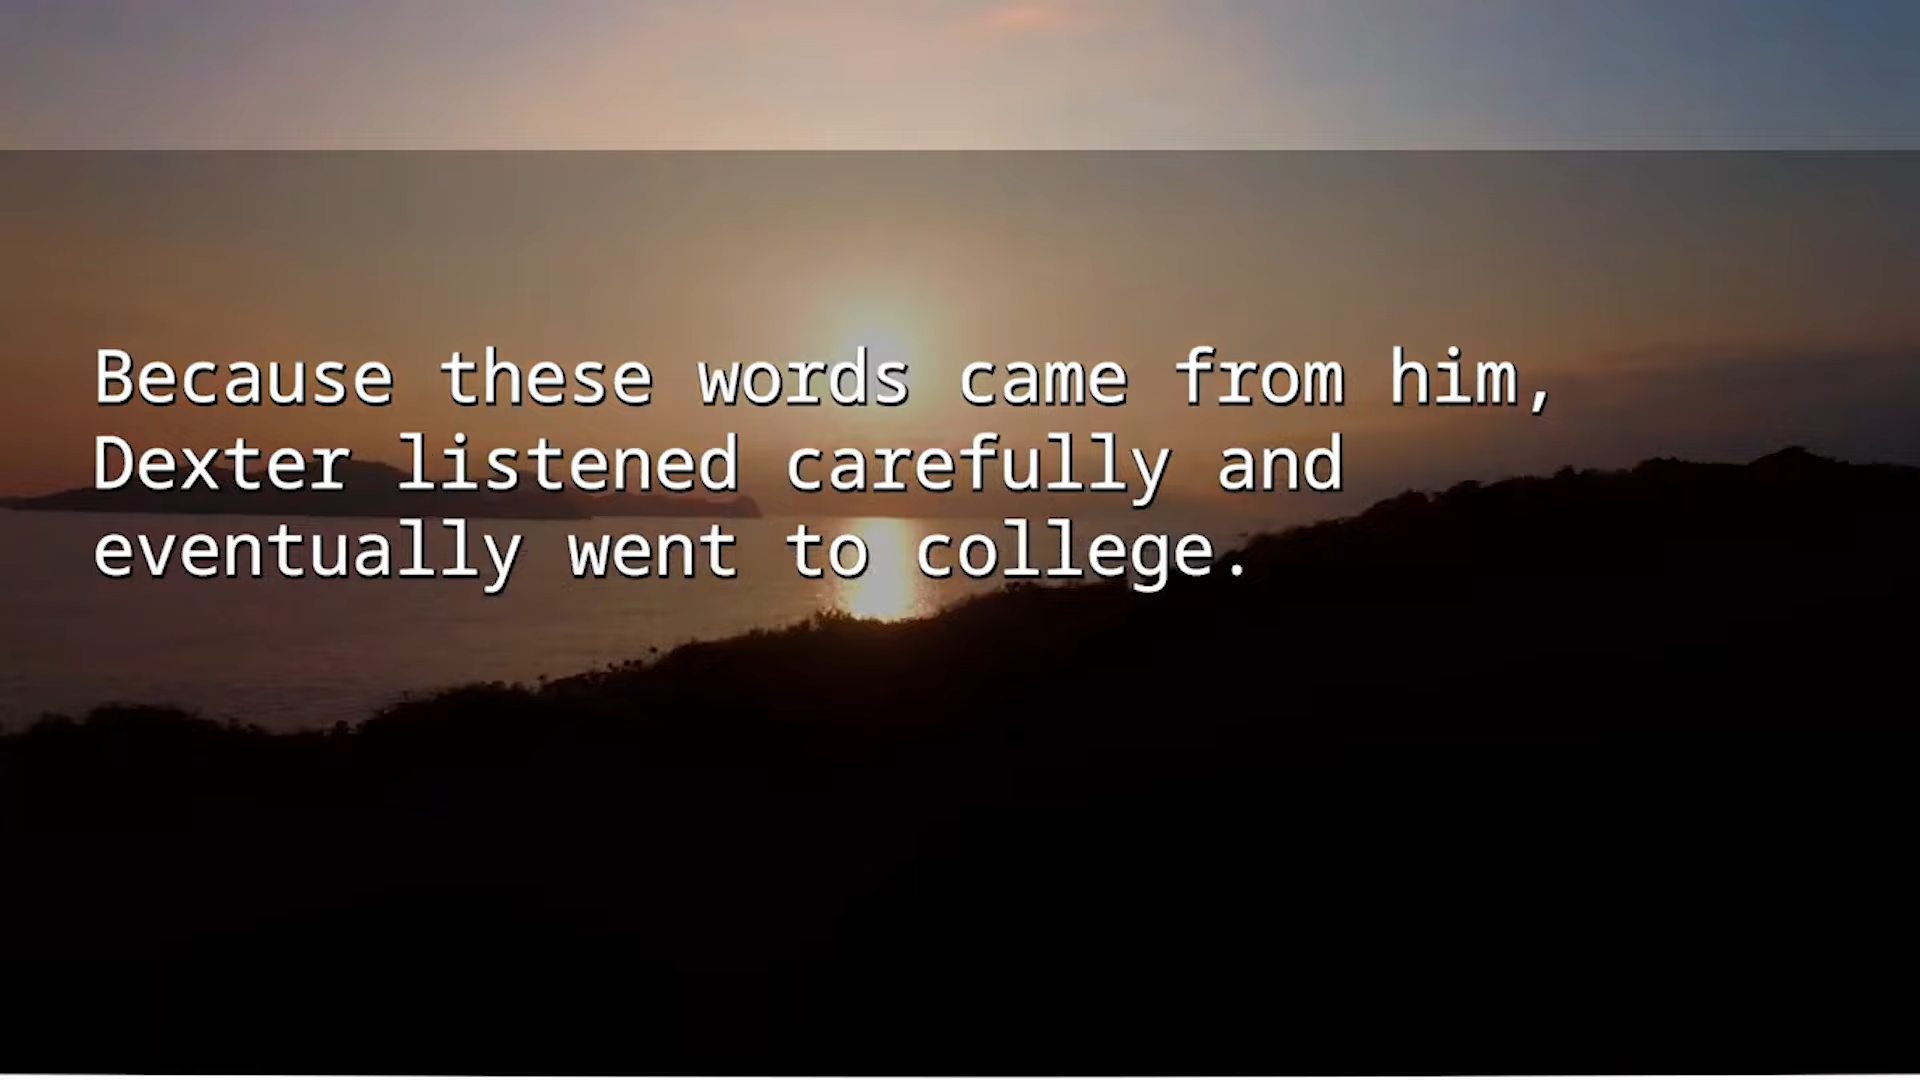 Because these words came from him,
Dexter listened carefully and
eventually went to college.